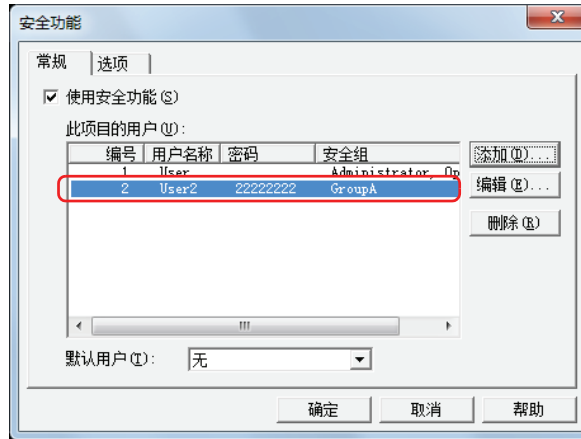 安全功能
常规 选项
使用安全功能(S)
此项目的用户(U):
编号 用户名称 密码 安全组
1 User Administrator, Op
2 User2 22222222 GroupA
添加(D)...
编辑(E)...
删除(R)
默认用户(T): 无
确定 取消 帮助